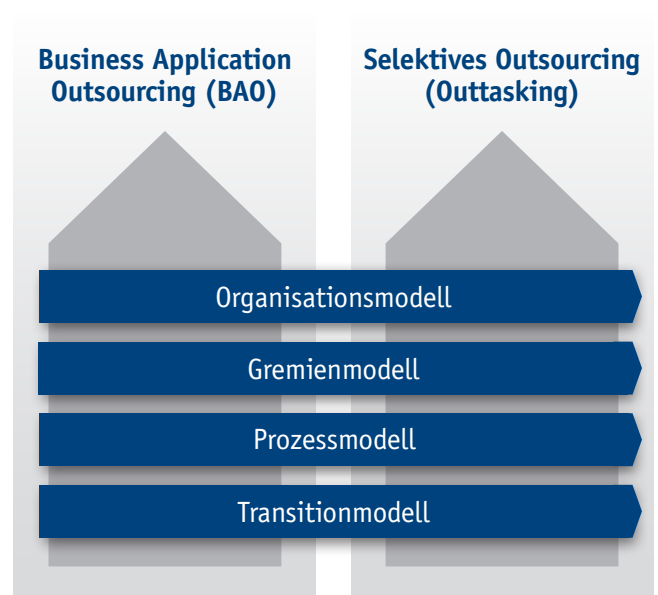 Business Application
Outsourcing (BAO)
Selektives Outsourcing
(Outtasking)
Organisationsmodell
Gremienmodell
Prozessmodell
Transitionmodell